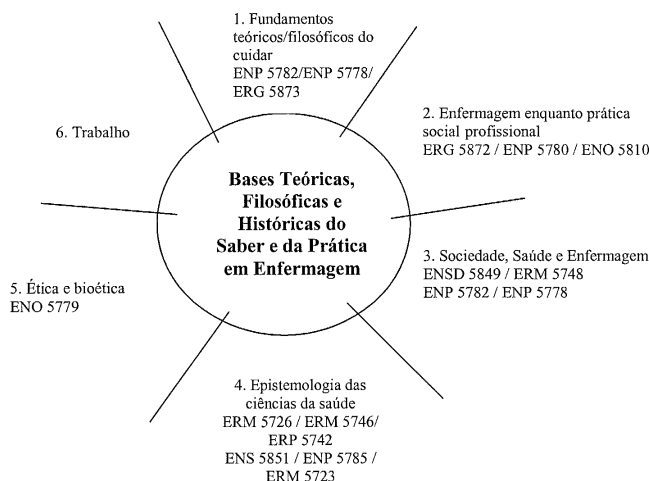 1. Fundamentos
teóricos/filosóficos do
cuidar
ENP 5782/ENP 5778/
ERG 5873
2. Enfermagem enquanto prática
social profissional
ERG 5872 / ENP 5780 / ENO 5810
6. Trabalho
Bases Teóricas,
Filosóficas e
Históricas do
Saber e da Prática
em Enfermagem
3. Sociedade, Saúde e Enfermagem
ENSD 5849 / ERM 5748
ENP 5782 / ENP 5778
5. Ética e bioética
ENO 5779
4. Epistemologia das
ciências da saúde
ERM 5726 / ERM 5746/
ERP 5742
ENS 5851 / ENP 5785 /
ERM 5723